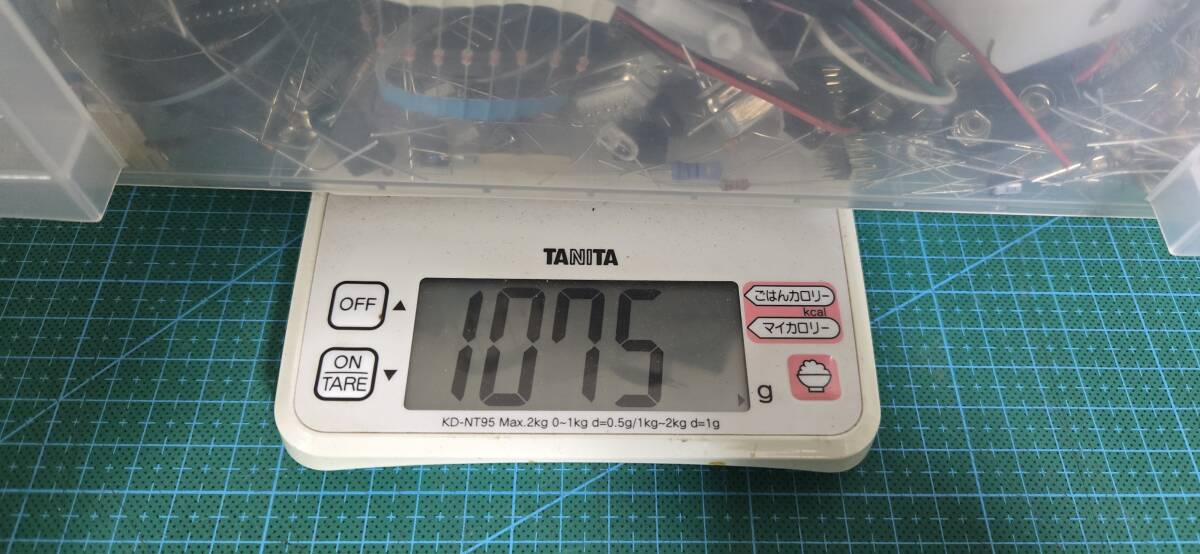 TANITA
OFF
ON
TARE
1075
g
ごはんカロリー
kcal
マイカロリー
KD-NT95 Max.2kg 0~1kg d=0.5g/1kg~2kg d=1g